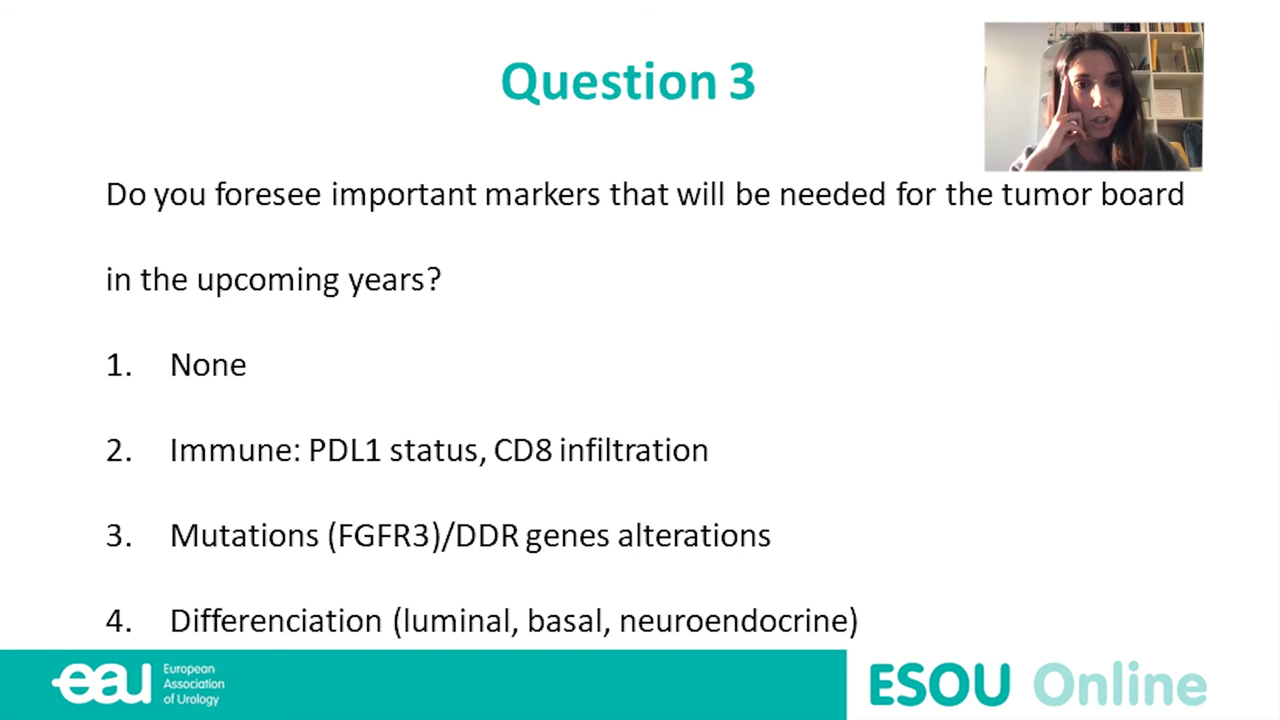 Question 3
Do you foresee important markers that will be needed for the tumor board
in the upcoming years?
1. None
2. Immune: PDL1 status, CD8 infiltration
3. Mutations (FGFR3)/DDR genes alterations
4. Differenciation (luminal, basal, neuroendocrine)
eau
European
Association
of Urology
ESOU Online